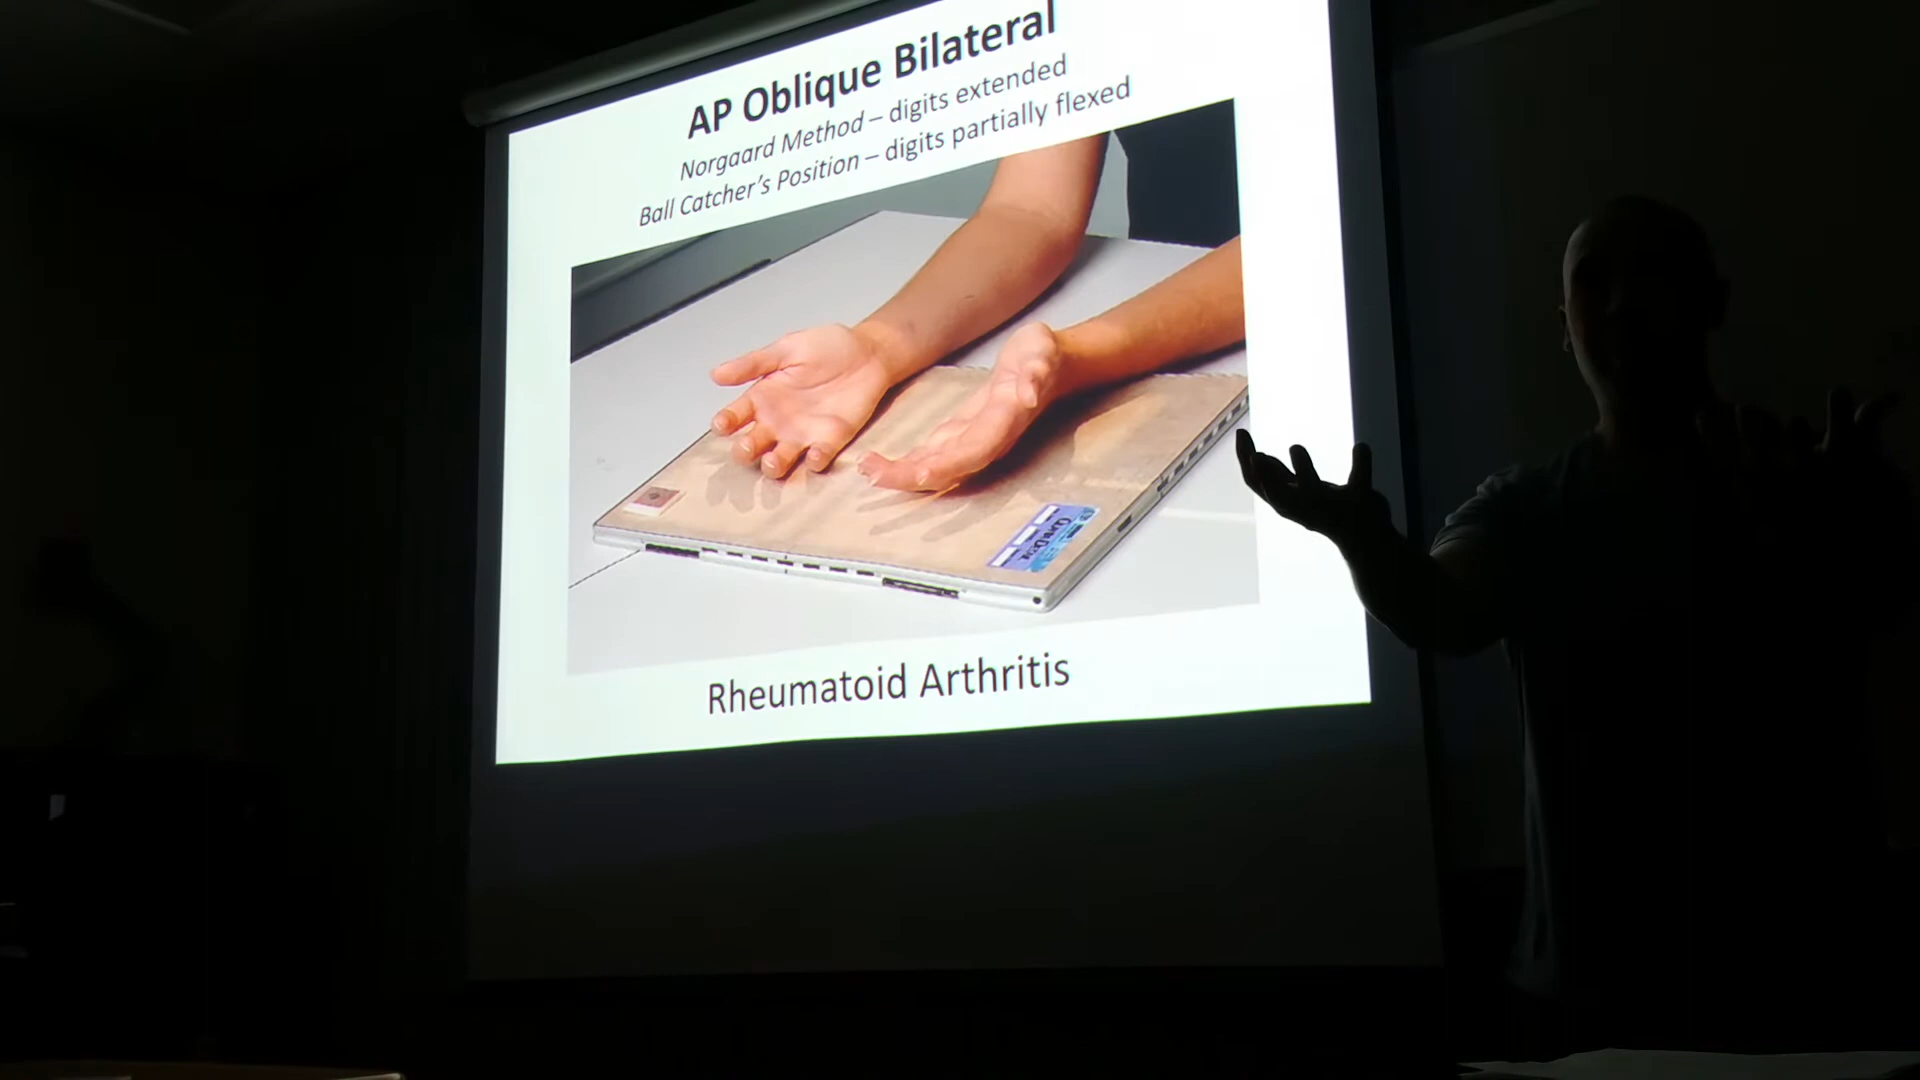 AP Oblique Bilateral
Norgaard Method – digits extended
Ball Catcher's Position – digits partially flexed
Rheumatoid Arthritis